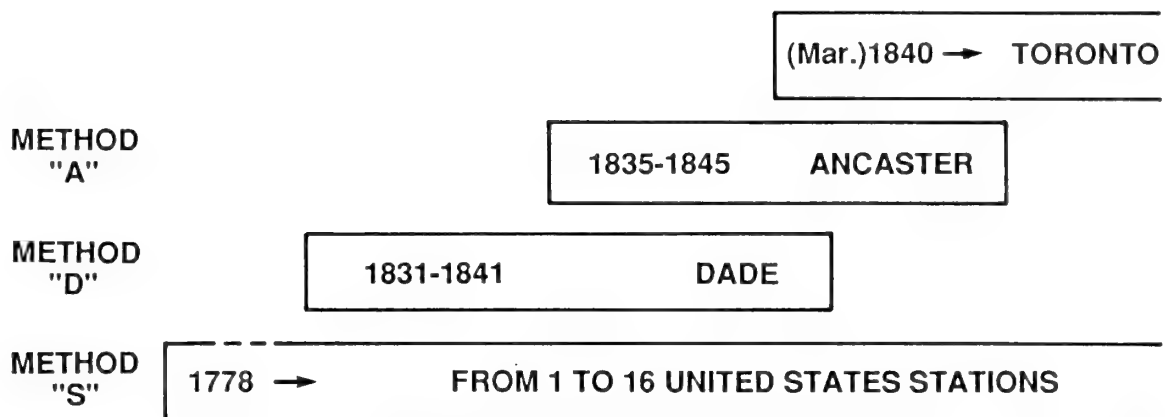 (Mar.)1840 → TORONTO
METHOD
"A"
1835-1845 ANCASTER
METHOD
"D"
1831-1841 DADE
METHOD
"S"
1778 → FROM 1 TO 16 UNITED STATES STATIONS